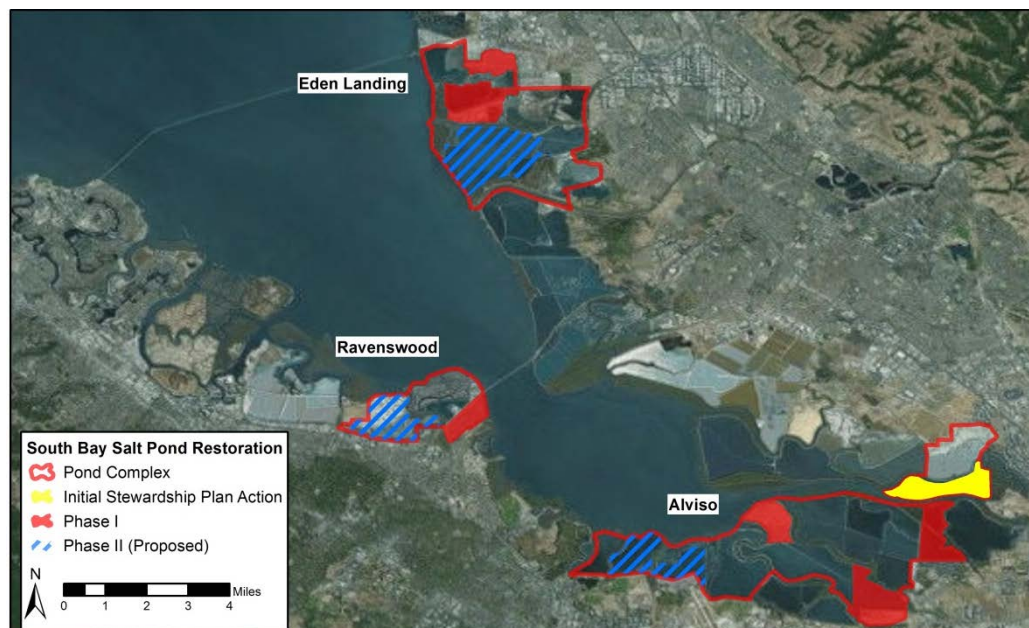 Eden Landing
Ravenswood
Alviso
South Bay Salt Pond Restoration
Pond Complex
Initial Stewardship Plan Action
Phase I
Phase II (Proposed)
N
Miles
0 1 2 3 4